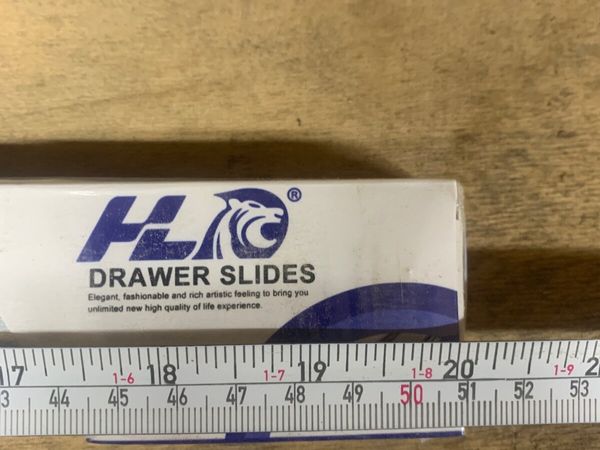 HL
®
DRAWER SLIDES
Elegant, fashionable and rich artistic feeling to bring you
unlimited new high quality of life experience.
17 1-6 18 1-7 19 1-8 20 1-9
3 44 45 46 47 48 49 50 51 52 53